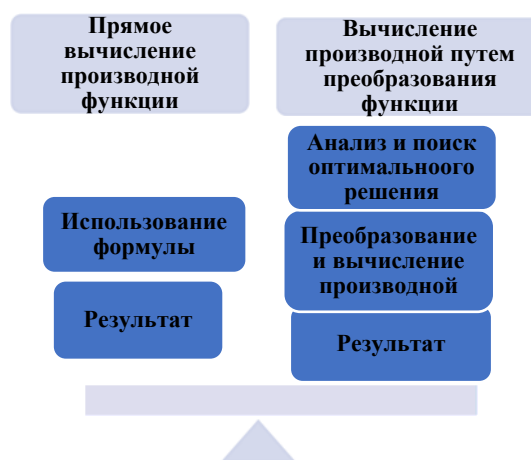 Прямое
вычисление
производной
функции
Вычисление
производной путем
преобразования
функции
Анализ и поиск
оптимальноого
решения
Использование
формулы
Преобразование
и вычисление
производной
Результат
Результат